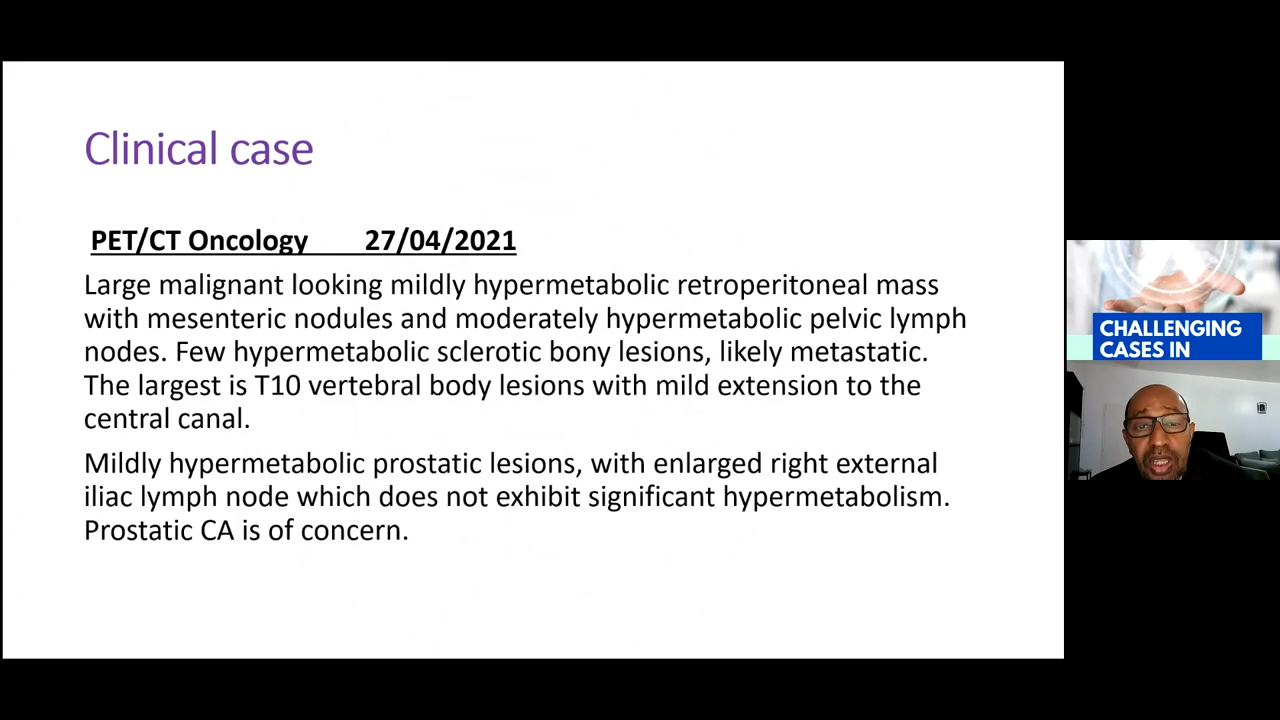 Clinical case
PET/CT Oncology 27/04/2021
Large malignant looking mildly hypermetabolic retroperitoneal mass
with mesenteric nodules and moderately hypermetabolic pelvic lymph
nodes. Few hypermetabolic sclerotic bony lesions, likely metastatic.
The largest is T10 vertebral body lesions with mild extension to the
central canal.
Mildly hypermetabolic prostatic lesions, with enlarged right external
iliac lymph node which does not exhibit significant hypermetabolism.
Prostatic CA is of concern.
CHALLENGING
CASES IN